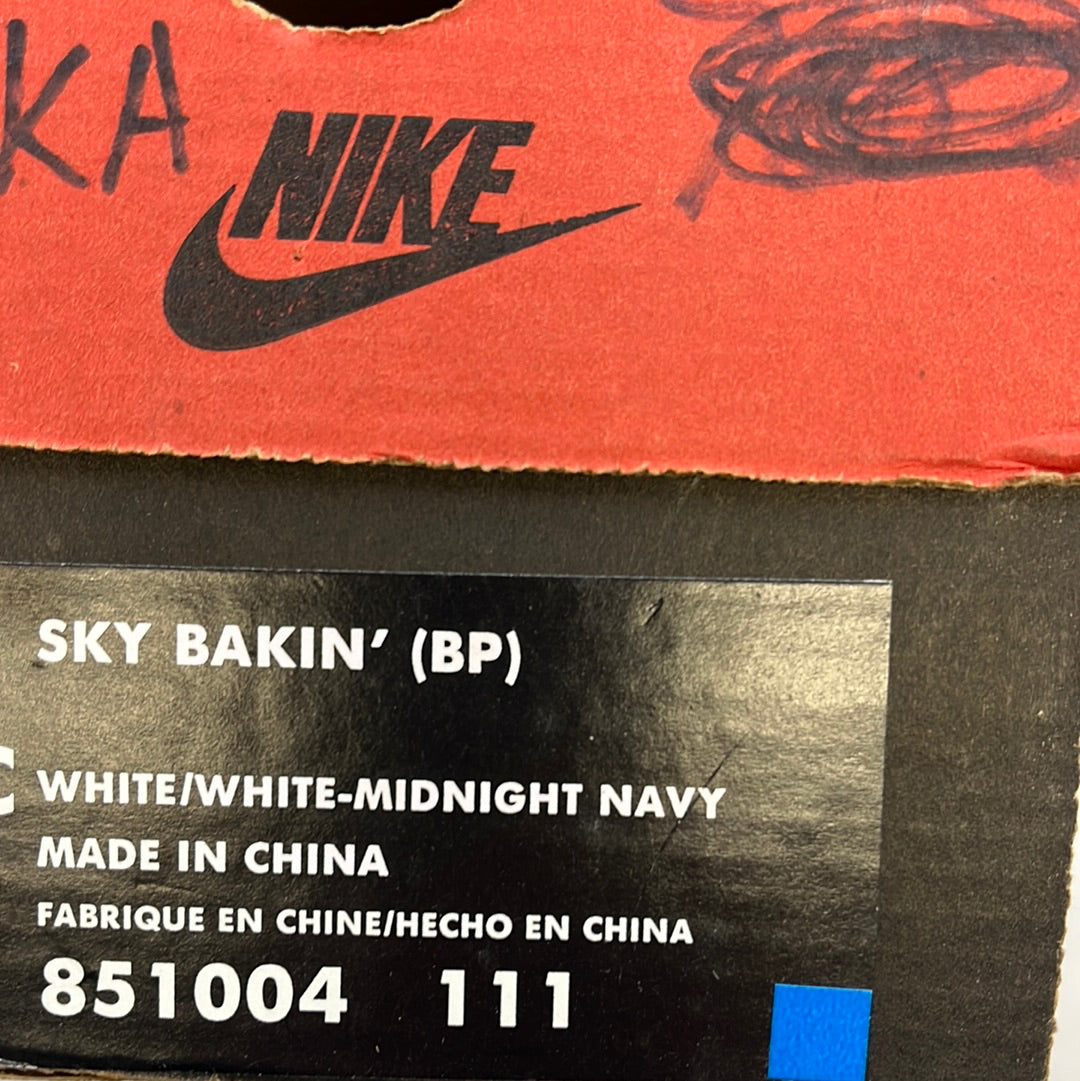 KA
NIKE
SKY BAKIN’ (BP)
C WHITE/WHITE-MIDNIGHT NAVY
MADE IN CHINA
FABRIQUE EN CHINE/HECHO EN CHINA
851004 111